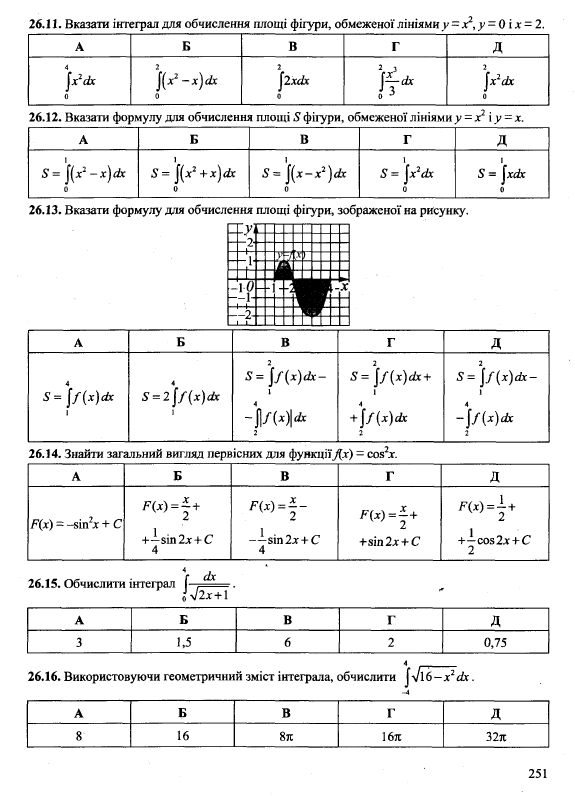 26.11. Вказати інтеграл для обчислення площі фігури, обмеженої лініями y = x², y = 0 і x = 2.
А Б В Г Д
∫₀⁴ x²dx ∫₀²(x² – x)dx ∫₀² 2xdx ∫₀² x³/3 dx ∫₀² x²dx
26.12. Вказати формулу для обчислення площі S фігури, обмеженої лініями y = x² і y = x.
А Б В Г Д
S = ∫₀¹(x² – x)dx S = ∫₀¹(x² + x)dx S = ∫₀¹(x – x²)dx S = ∫₀¹ x²dx S = ∫₀¹ xdx
26.13. Вказати формулу для обчислення площі фігури, зображеної на рисунку.
y
2
y=f(x)
1
-1 0 1 2 4 x
-1
-2
А Б В Г Д
S = ∫₁⁴ f(x)dx S = 2∫₁⁴ f(x)dx S = ∫₁² f(x)dx – S = ∫₁² f(x)dx + S = ∫₁² f(x)dx –
– ∫₂⁴ |f(x)|dx + ∫₂⁴ f(x)dx – ∫₂⁴ f(x)dx
26.14. Знайти загальний вигляд первісних для функції f(x) = cos²x.
А Б В Г Д
F(x) = –sin²x + C F(x) = x/2 + F(x) = x/2 – F(x) = x/2 + F(x) = 1/2 +
+ 1/4 sin 2x + C – 1/4 sin 2x + C + sin 2x + C + 1/2 cos 2x + C
26.15. Обчислити інтеграл ∫₀⁴ dx/√(2x+1).
А Б В Г Д
3 1,5 6 2 0,75
26.16. Використовуючи геометричний зміст інтеграла, обчислити ∫₋₄⁴ √(16 – x²) dx.
А Б В Г Д
8 16 8π 16π 32π
251